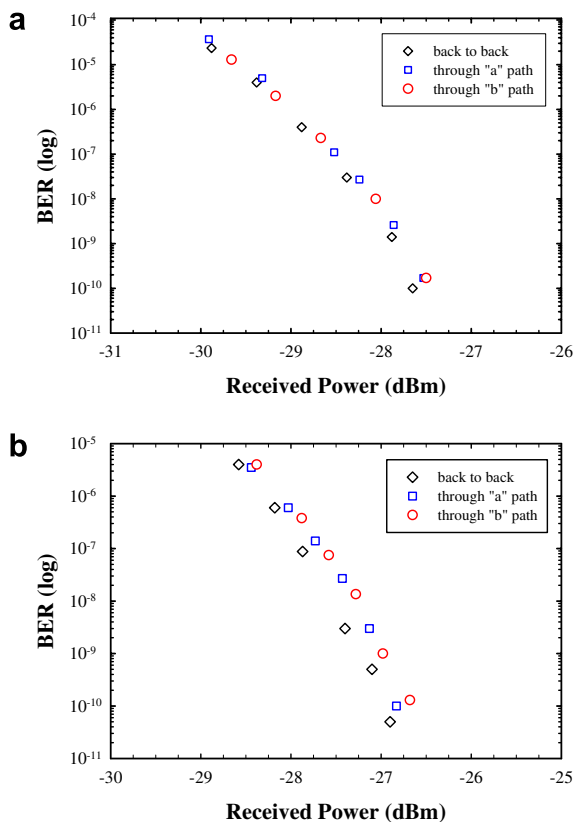 a
10^-4
10^-5
10^-6
10^-7
10^-8
10^-9
10^-10
10^-11
BER (log)
back to back
through "a" path
through "b" path
-31
-30
-29
-28
-27
-26
Received Power (dBm)
b
10^-5
10^-6
10^-7
10^-8
10^-9
10^-10
10^-11
BER (log)
back to back
through "a" path
through "b" path
-30
-29
-28
-27
-26
-25
Received Power (dBm)